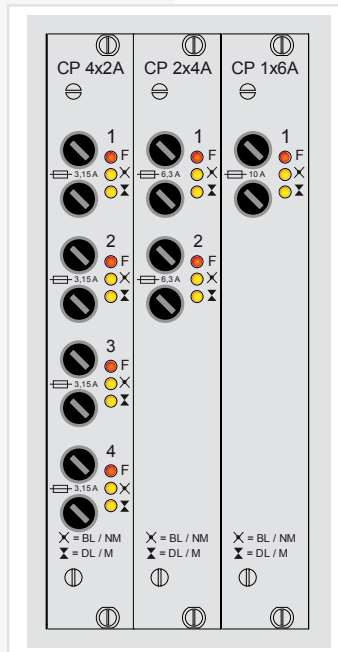 CP 4x2A
1
F
3,15 A
2
F
3,15 A
3
F
3,15 A
4
F
3,15 A
= BL / NM
= DL / M
CP 2x4A
1
F
6,3 A
2
F
6,3 A
= BL / NM
= DL / M
CP 1x6A
1
F
10 A
= BL / NM
= DL / M